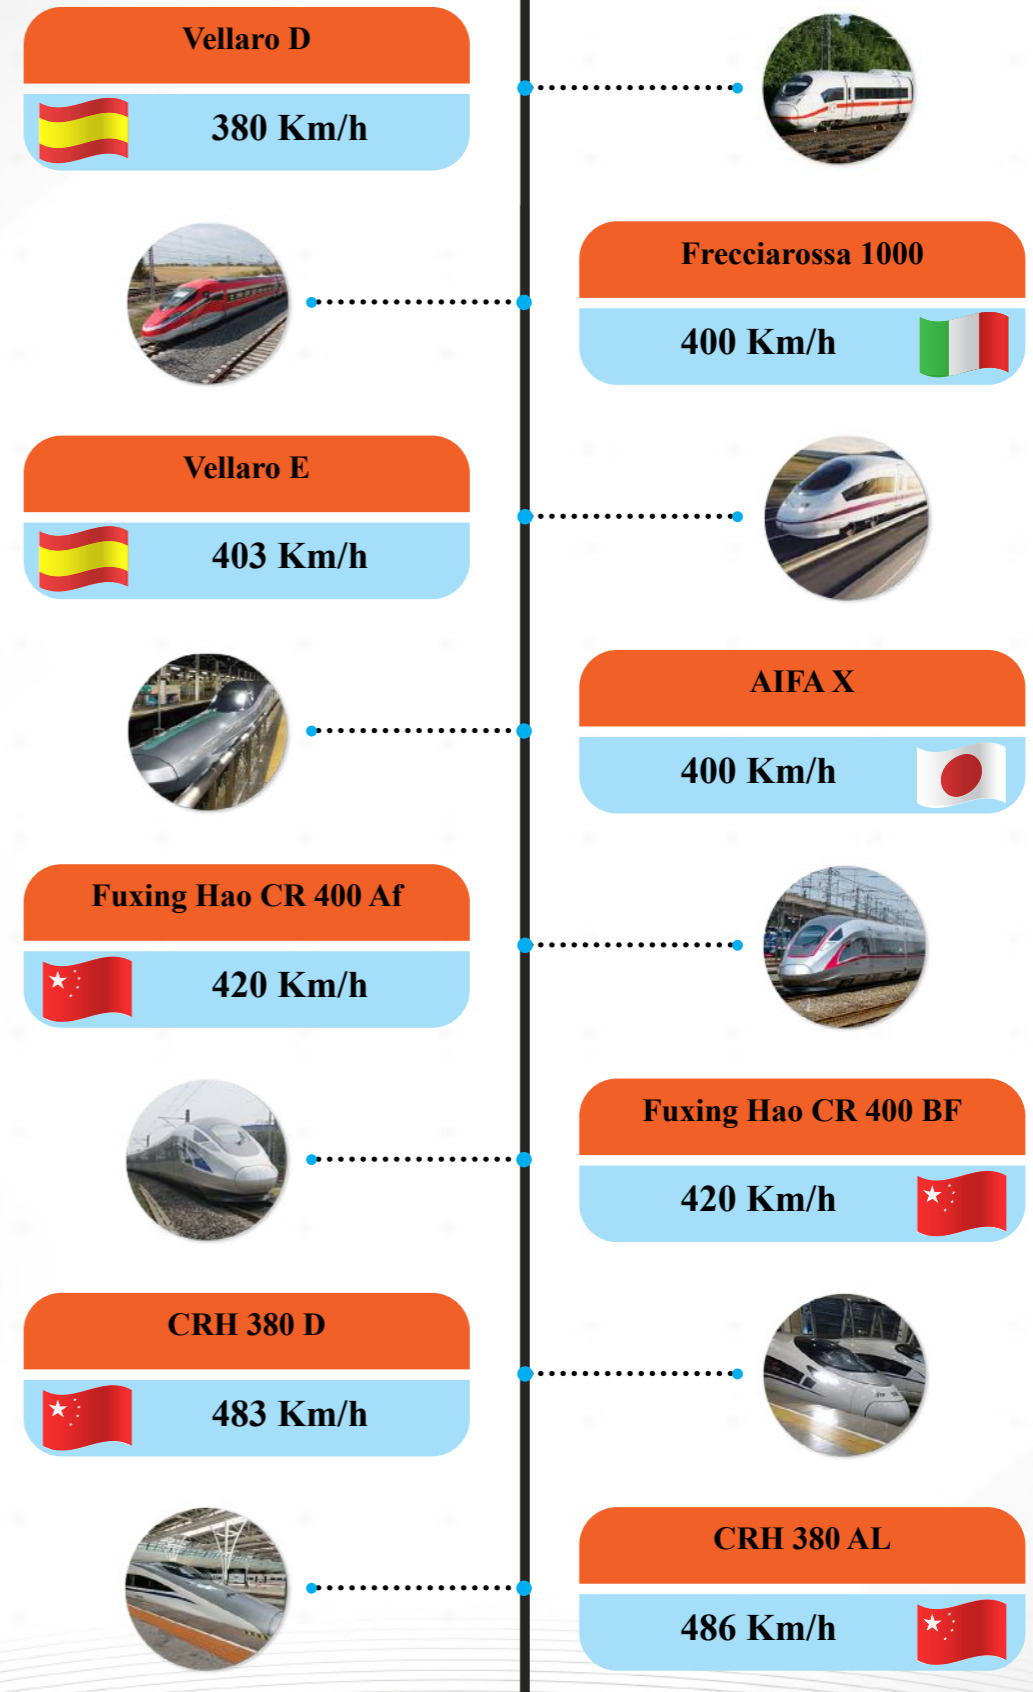 Vellaro D
380 Km/h
Frecciarossa 1000
400 Km/h
Vellaro E
403 Km/h
AIFA X
400 Km/h
Fuxing Hao CR 400 Af
420 Km/h
Fuxing Hao CR 400 BF
420 Km/h
CRH 380 D
483 Km/h
CRH 380 AL
486 Km/h